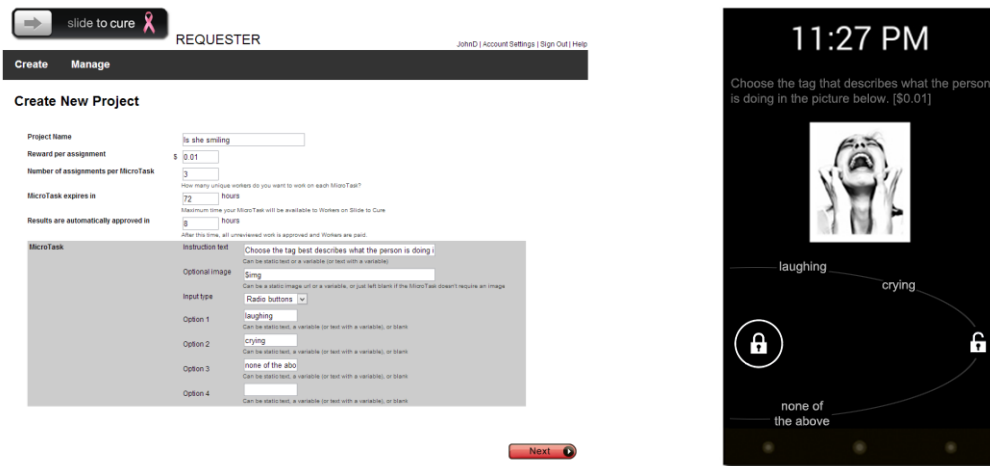 slide to cure
REQUESTER
JohnD | Account Settings | Sign Out | Help
Create Manage
Create New Project
Project Name
Is she smiling
Reward per assignment
$ 0.01
Number of assignments per MicroTask
3
How many unique workers do you want to work on each MicroTask?
MicroTask expires in
72 hours
Maximum time your MicroTask will be available to Workers on Slide to Cure
Results are automatically approved in
8 hours
After this time, all unreviewed work is approved and Workers are paid.
MicroTask
Instruction text
Choose the tag best describes what the person is doing i
Can be static text or a variable (or text with a variable)
Optional image
$img
Can be a static image url or a variable, or just left blank if the MicroTask doesn't require an image
Input type
Radio buttons
Option 1
laughing
Can be static text, a variable (or text with a variable), or blank
Option 2
crying
Can be static text, a variable (or text with a variable), or blank
Option 3
none of the abo
Can be static text, a variable (or text with a variable), or blank
Option 4
Can be static text, a variable (or text with a variable), or blank
Next
11:27 PM
Choose the tag that describes what the person
is doing in the picture below. [$0.01]
laughing
crying
none of
the above